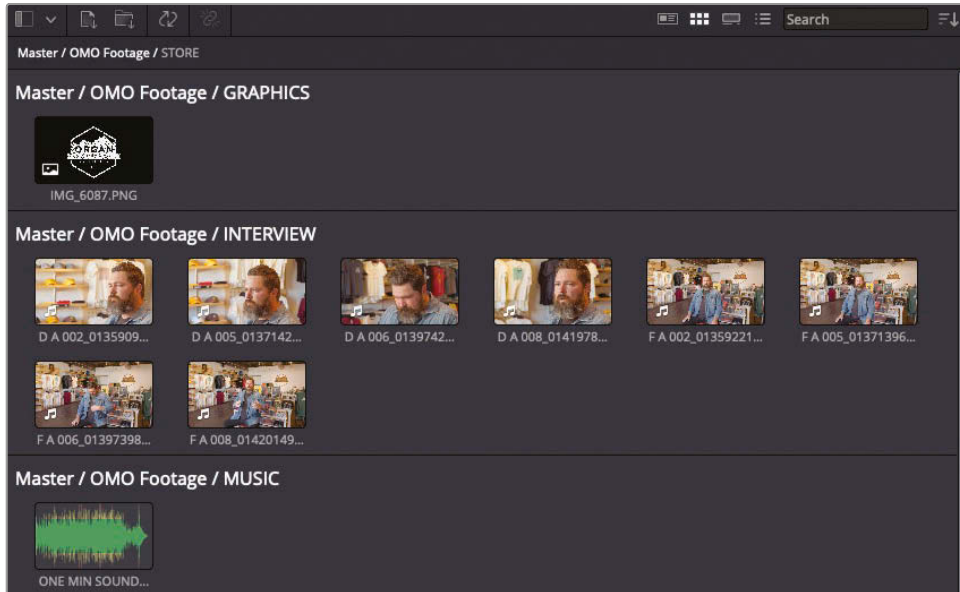 Search
Master / OMO Footage / STORE
Master / OMO Footage / GRAPHICS
ORGAN
IMG_6087.PNG
Master / OMO Footage / INTERVIEW
D A 002_0135909...
D A 005_0137142...
D A 006_0139742...
D A 008_0141978...
F A 002_01359221...
F A 005_01371396...
F A 006_01397398...
F A 008_01420149...
Master / OMO Footage / MUSIC
ONE MIN SOUND...